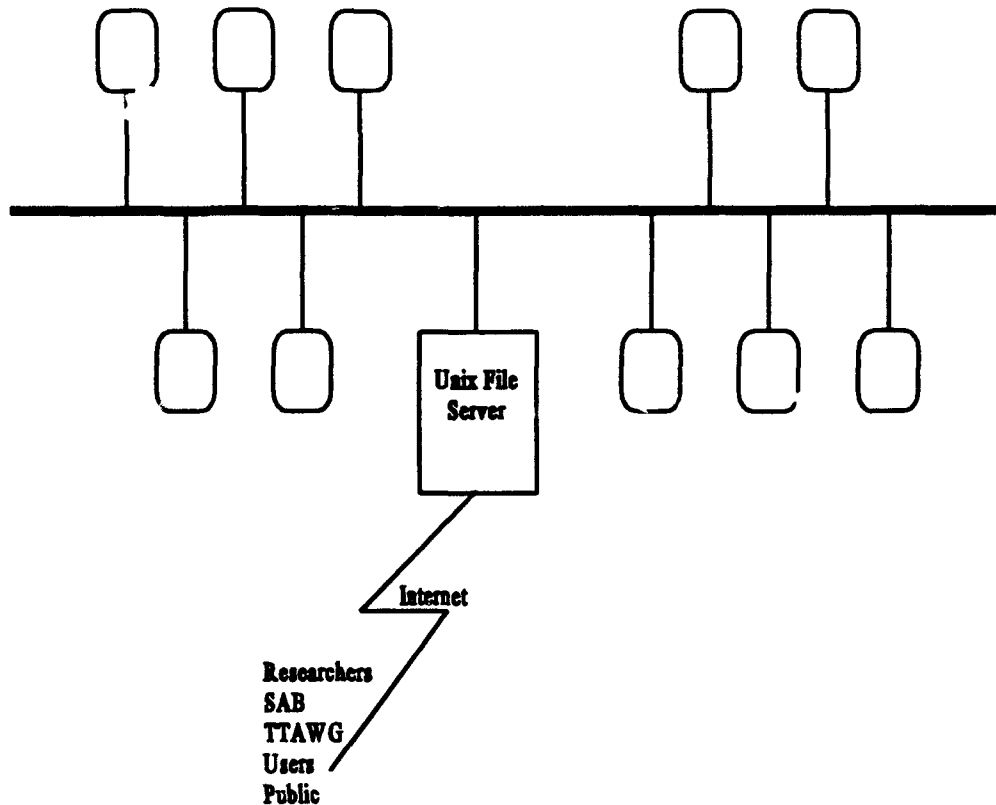 Unix File
Server
Internet
Researchers
SAB
TTAWG
Users
Public